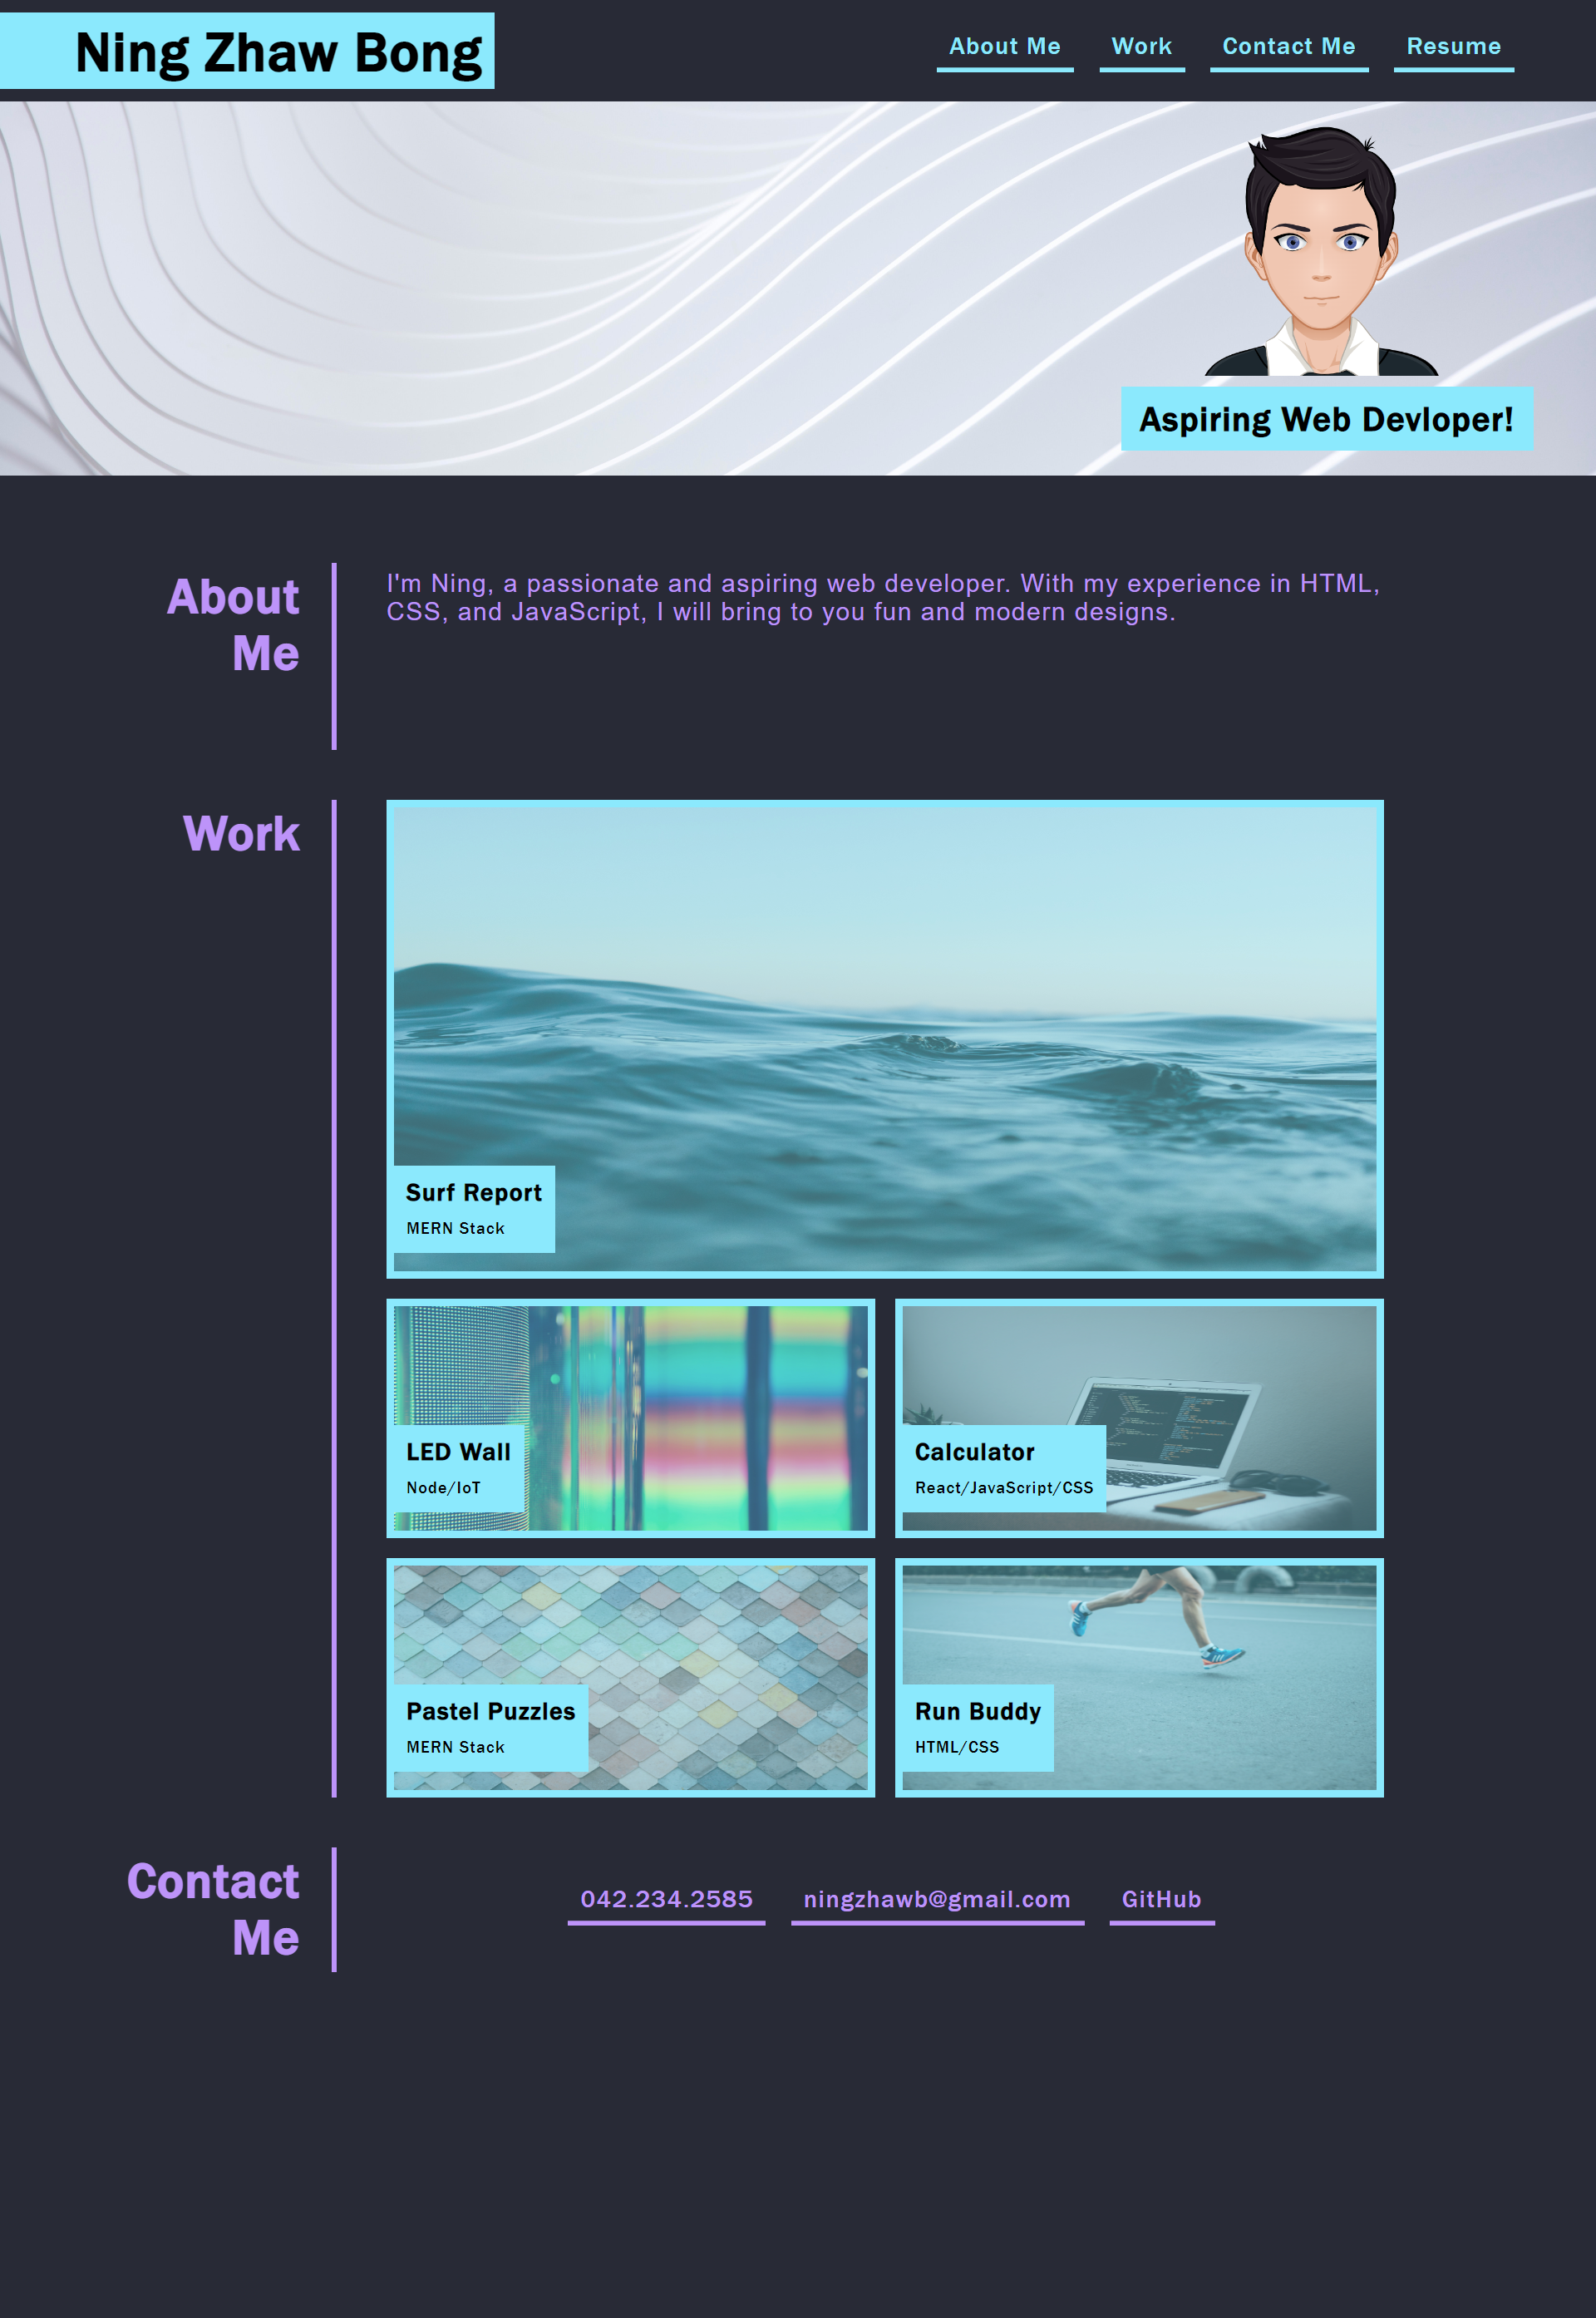 Ning Zhaw Bong
About Me
Work
Contact Me
Resume
Aspiring Web Devloper!
About
Me
I'm Ning, a passionate and aspiring web developer. With my experience in HTML,
CSS, and JavaScript, I will bring to you fun and modern designs.
Work
Surf Report
MERN Stack
LED Wall
Node/IoT
Calculator
React/JavaScript/CSS
Pastel Puzzles
MERN Stack
Run Buddy
HTML/CSS
Contact
Me
042.234.2585
ningzhawb@gmail.com
GitHub